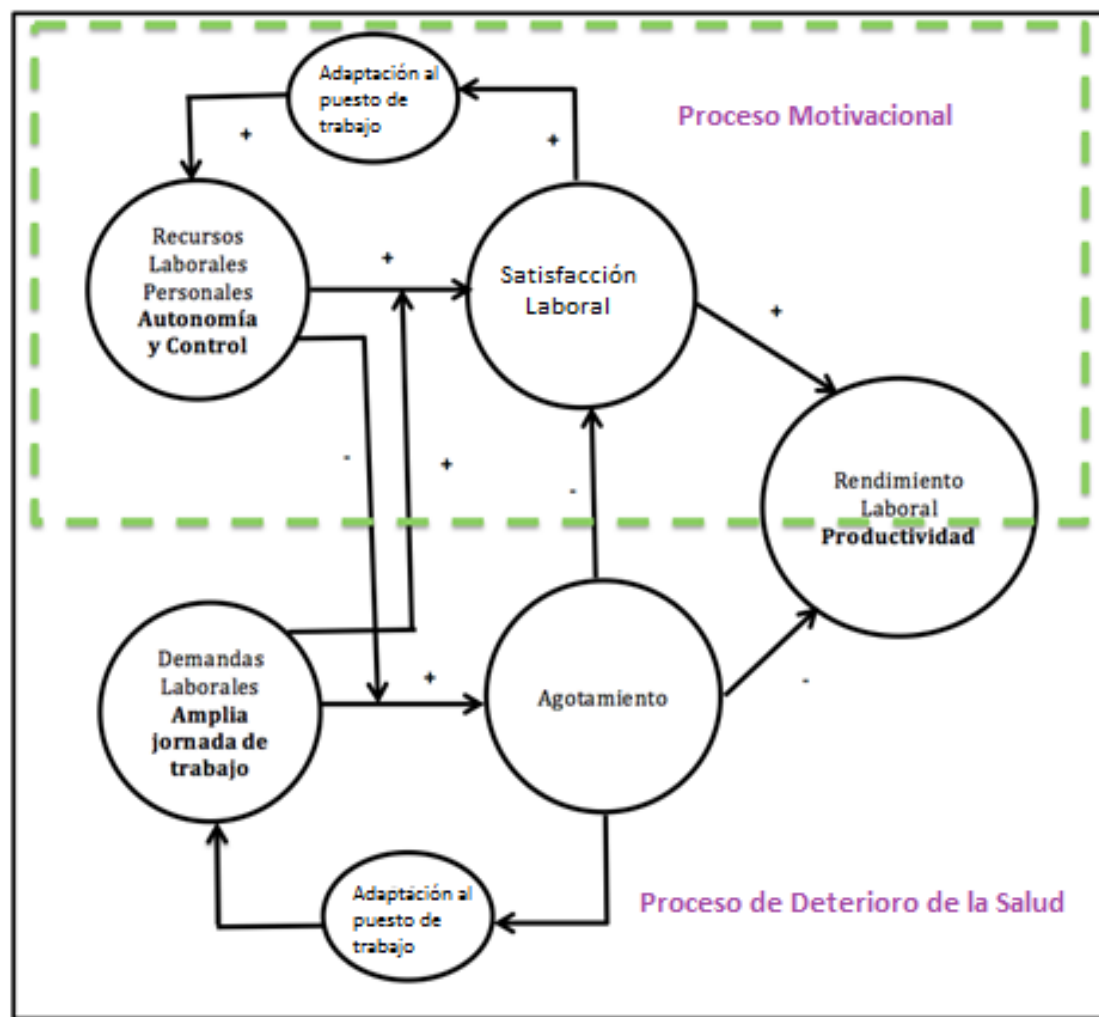 Adaptación al
puesto de
trabajo
Proceso Motivacional
+
+
Recursos
Laborales
Personales
Autonomía
y Control
+
Satisfacción
Laboral
+
-
+
-
Rendimiento
Laboral
Productividad
Demandas
Laborales
Amplia
jornada de
trabajo
+
Agotamiento
-
Adaptación al
puesto de
trabajo
Proceso de Deterioro de la Salud